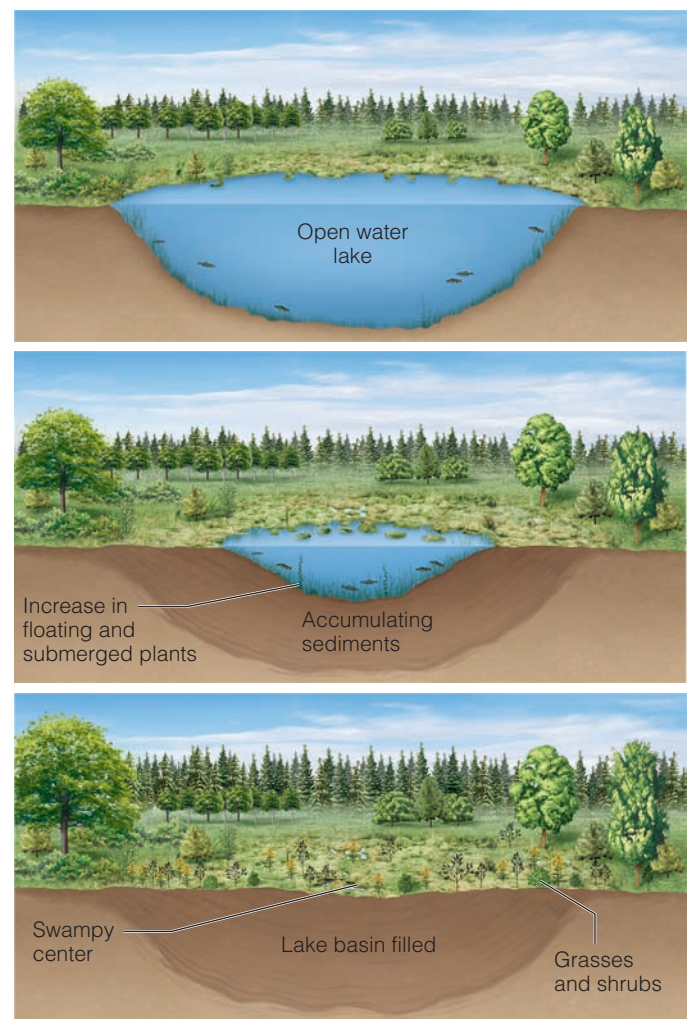 Open water
lake
Increase in
floating and
submerged plants
Accumulating
sediments
Swampy
center
Lake basin filled
Grasses
and shrubs